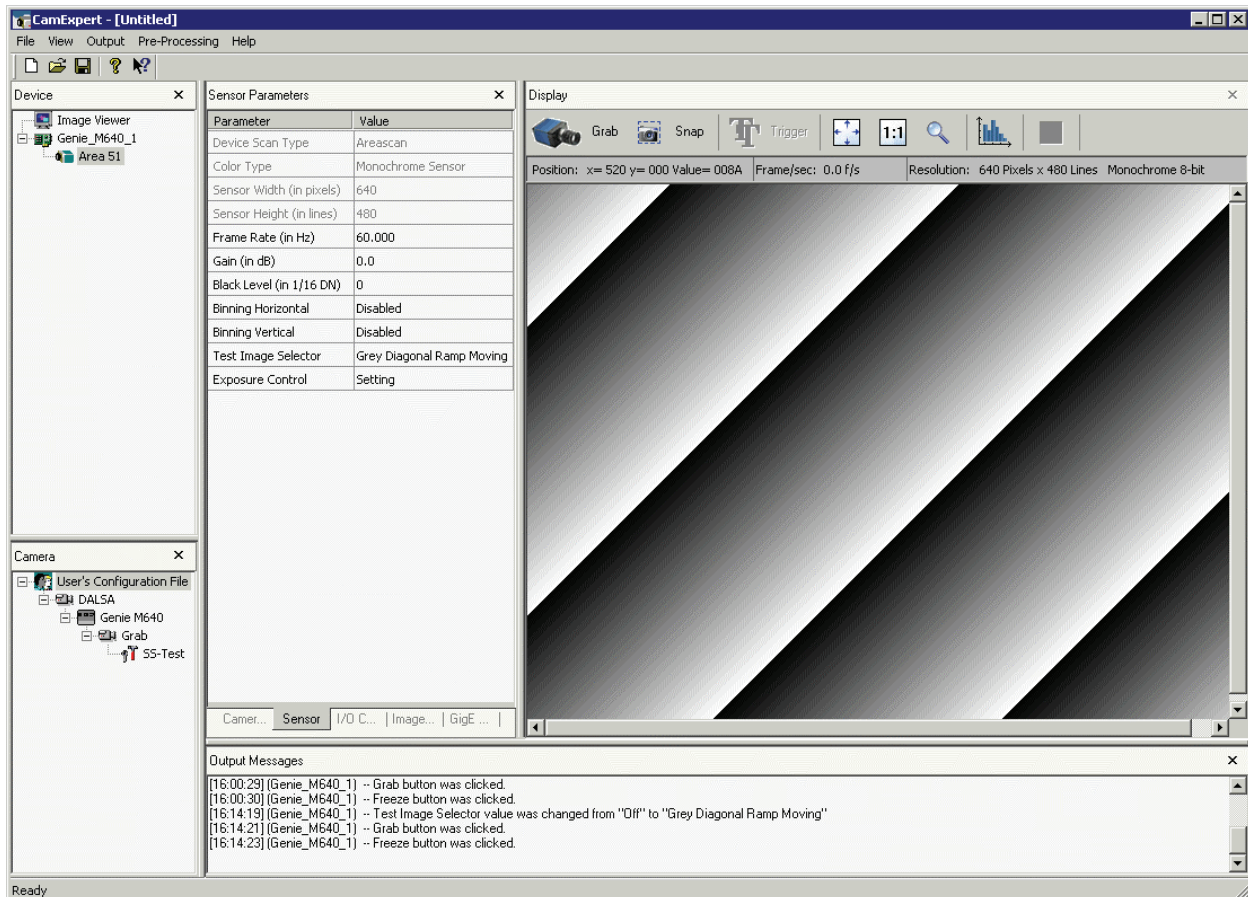 CamExpert - [Untitled]
File View Output Pre-Processing Help
Device
Image Viewer
Genie_M640_1
Area 51
Camera
User's Configuration File
DALSA
Genie M640
Grab
SS-Test
Sensor Parameters
Parameter Value
Device Scan Type Areascan
Color Type Monochrome Sensor
Sensor Width (in pixels) 640
Sensor Height (in lines) 480
Frame Rate (in Hz) 60.000
Gain (in dB) 0.0
Black Level (in 1/16 DN) 0
Binning Horizontal Disabled
Binning Vertical Disabled
Test Image Selector Grey Diagonal Ramp Moving
Exposure Control Setting
Camer... Sensor I/O C... | Image... | GigE ... |
Display
Grab Snap Trigger 1:1
Position: x= 520 y= 000 Value= 008A Frame/sec: 0.0 f/s Resolution: 640 Pixels x 480 Lines Monochrome 8-bit
Output Messages
[16:00:29] (Genie_M640_1) -- Grab button was clicked.
[16:00:30] (Genie_M640_1) -- Freeze button was clicked.
[16:14:19] (Genie_M640_1) -- Test Image Selector value was changed from "Off" to "Grey Diagonal Ramp Moving"
[16:14:21] (Genie_M640_1) -- Grab button was clicked.
[16:14:23] (Genie_M640_1) -- Freeze button was clicked.
Ready